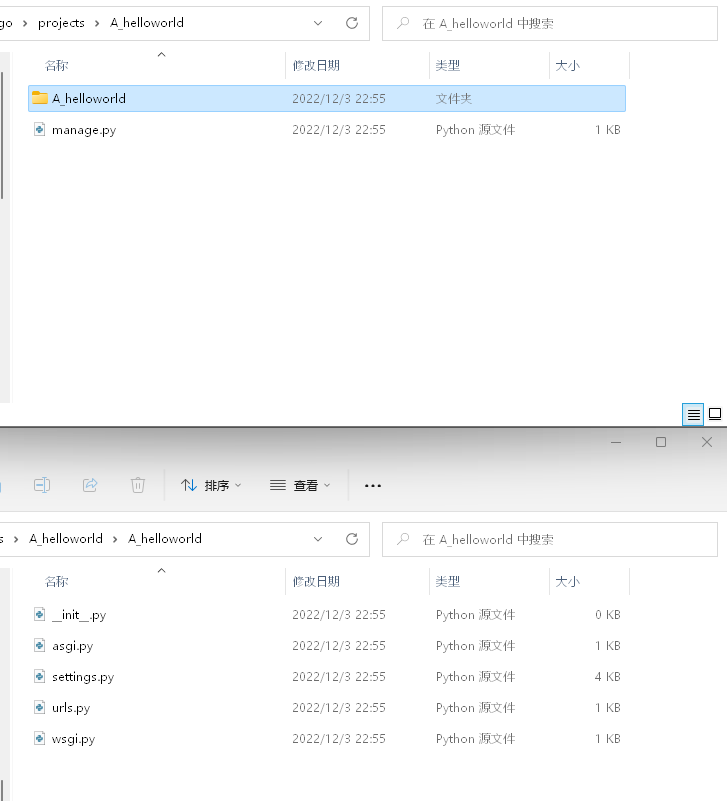 go > projects > A_helloworld 在 A_helloworld 中搜索
名称 修改日期 类型 大小
A_helloworld 2022/12/3 22:55 文件夹
manage.py 2022/12/3 22:55 Python 源文件 1 KB
排序 查看 ...
s > A_helloworld > A_helloworld 在 A_helloworld 中搜索
名称 修改日期 类型 大小
__init__.py 2022/12/3 22:55 Python 源文件 0 KB
asgi.py 2022/12/3 22:55 Python 源文件 1 KB
settings.py 2022/12/3 22:55 Python 源文件 4 KB
urls.py 2022/12/3 22:55 Python 源文件 1 KB
wsgi.py 2022/12/3 22:55 Python 源文件 1 KB